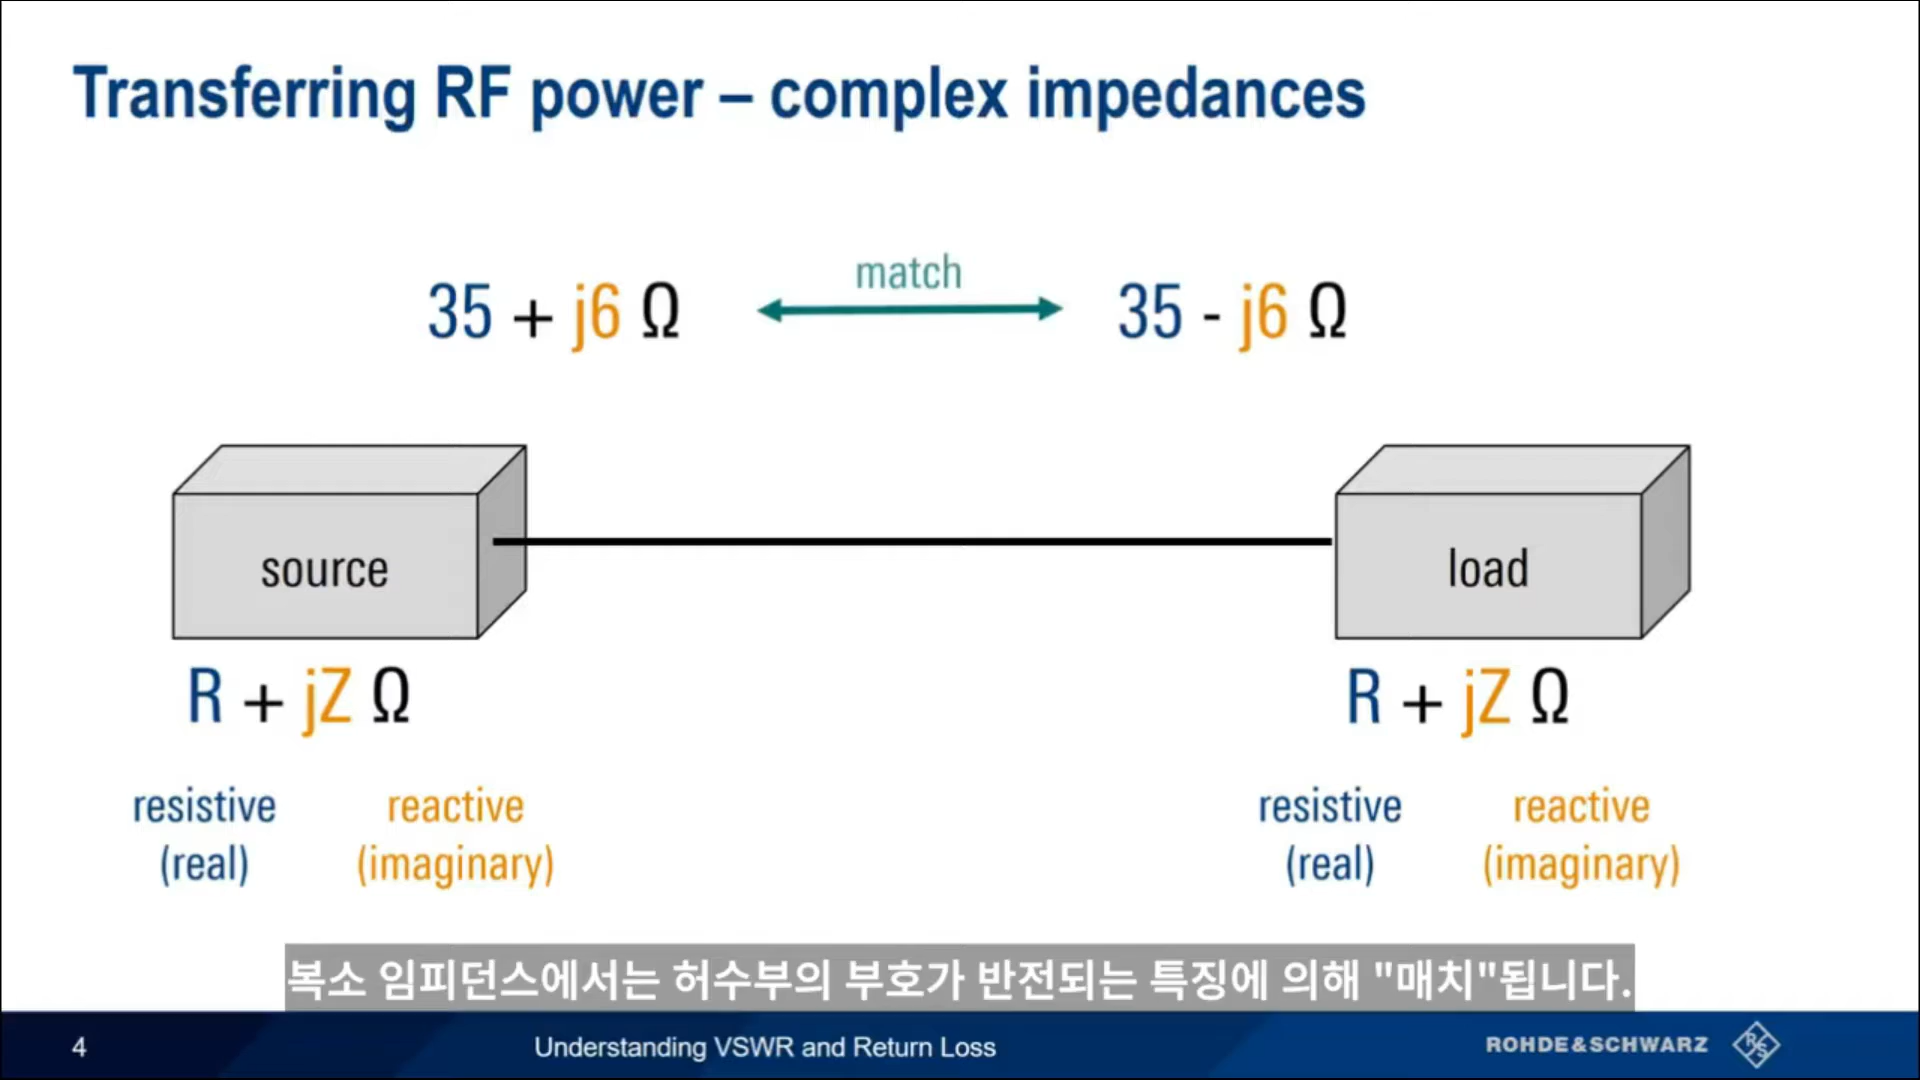 Transferring RF power – complex impedances
match
35 + j6 Ω
35 - j6 Ω
source
load
R + jZ Ω
R + jZ Ω
resistive
(real)
reactive
(imaginary)
resistive
(real)
reactive
(imaginary)
복소 임피던스에서는 허수부의 부호가 반전되는 특징에 의해 "매치"됩니다.
4
Understanding VSWR and Return Loss
ROHDE&SCHWARZ
R&S